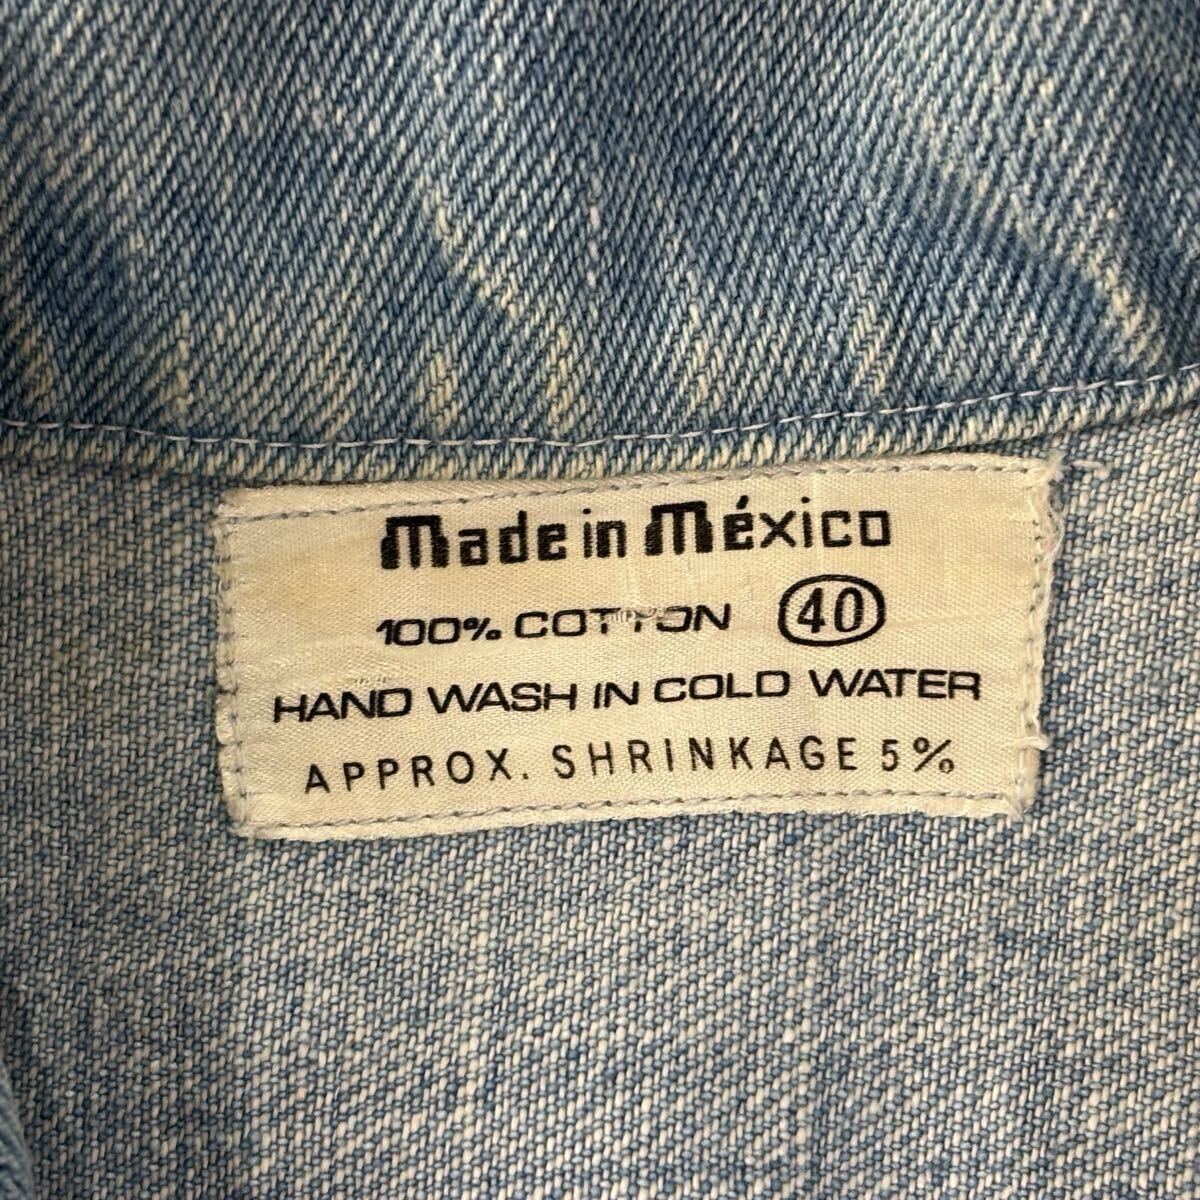 Made in México
100% COTTON 40
HAND WASH IN COLD WATER
APPROX. SHRINKAGE 5%